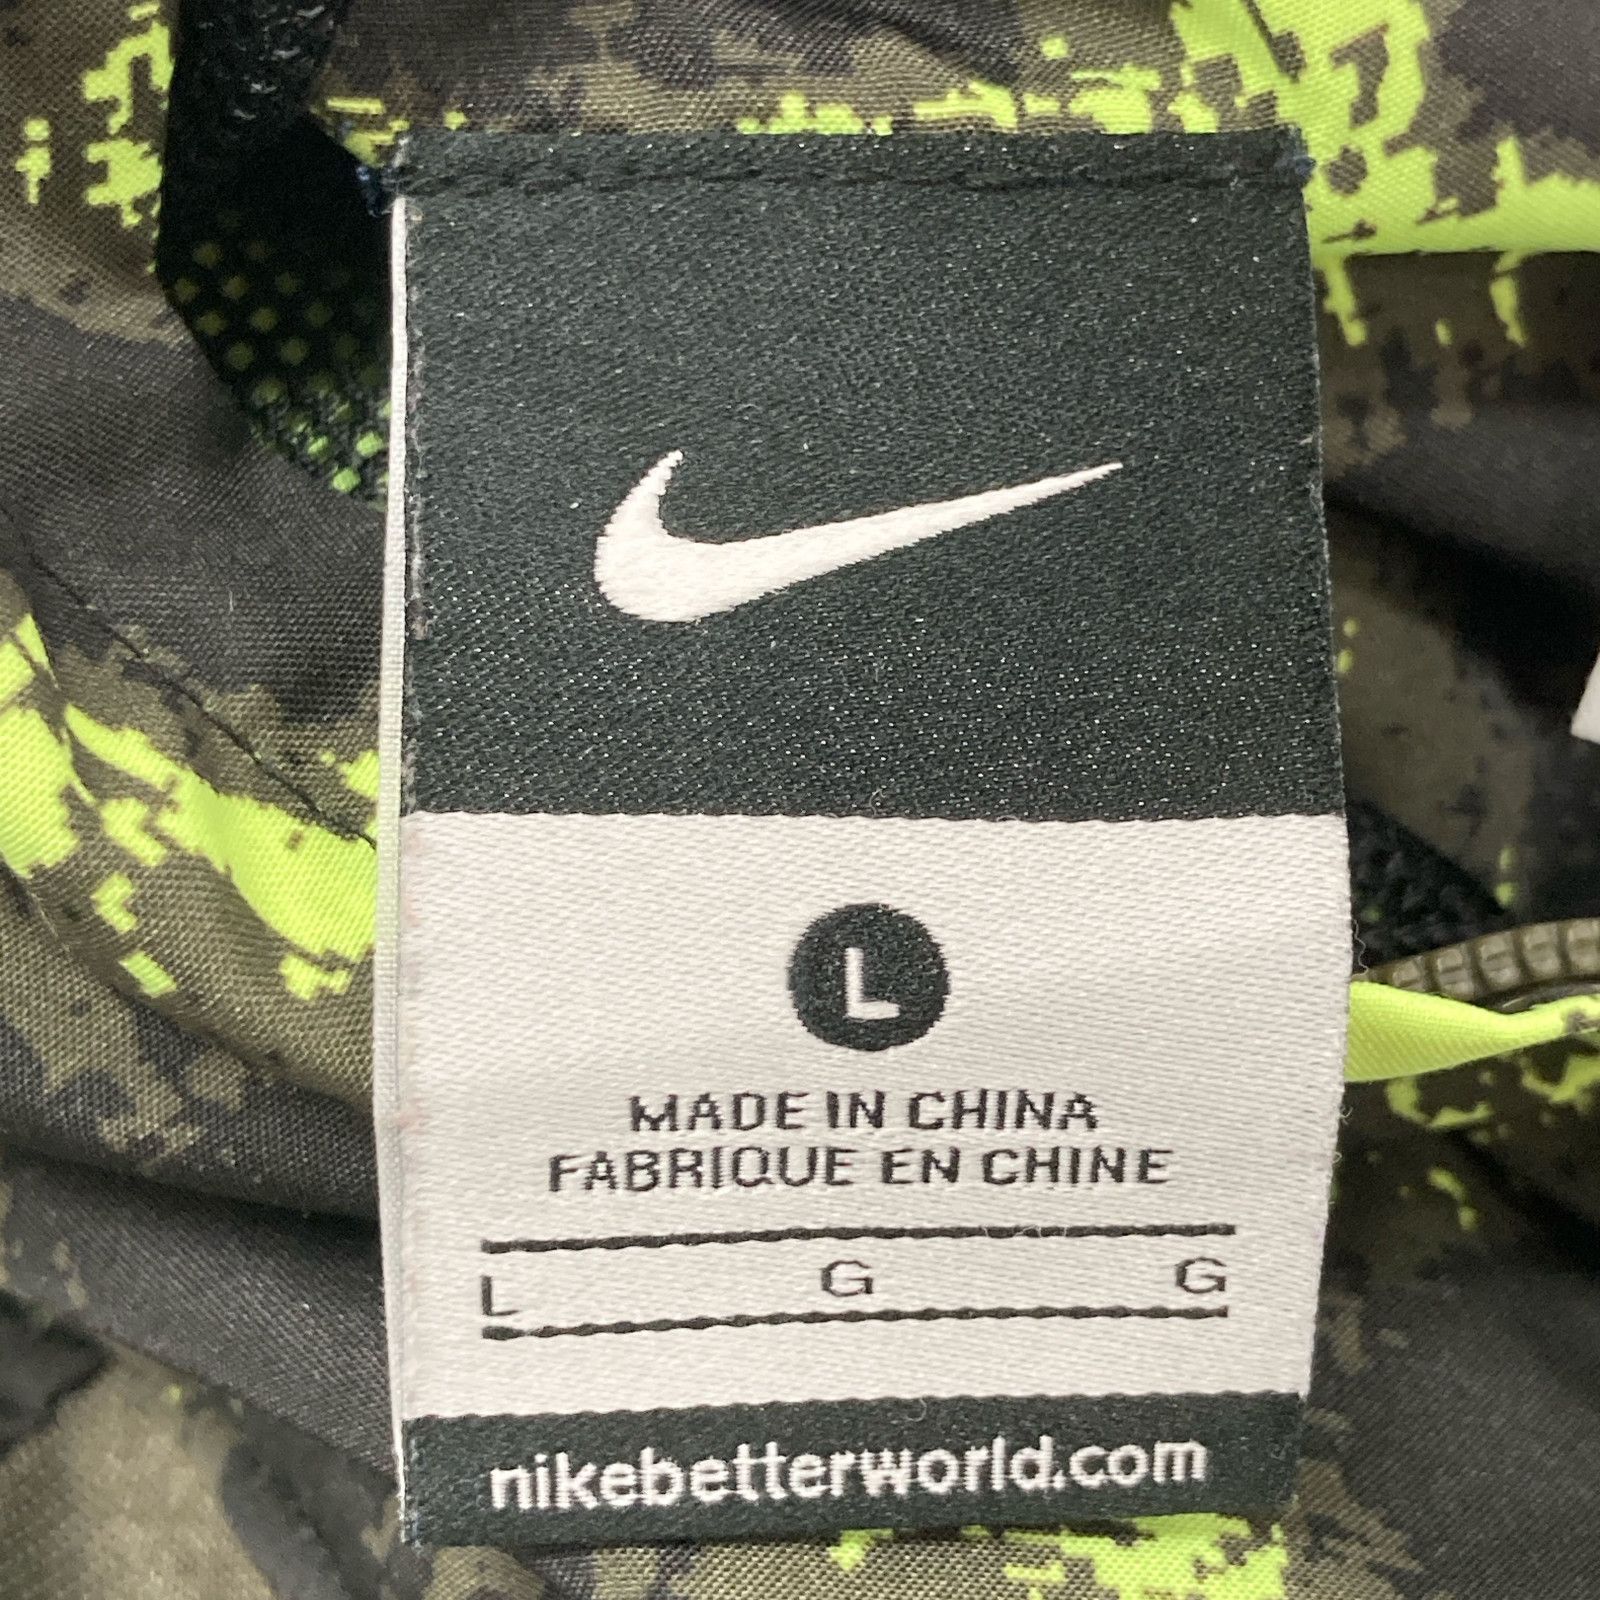 L
MADE IN CHINA
FABRIQUE EN CHINE
L G G
nikebetterworld.com